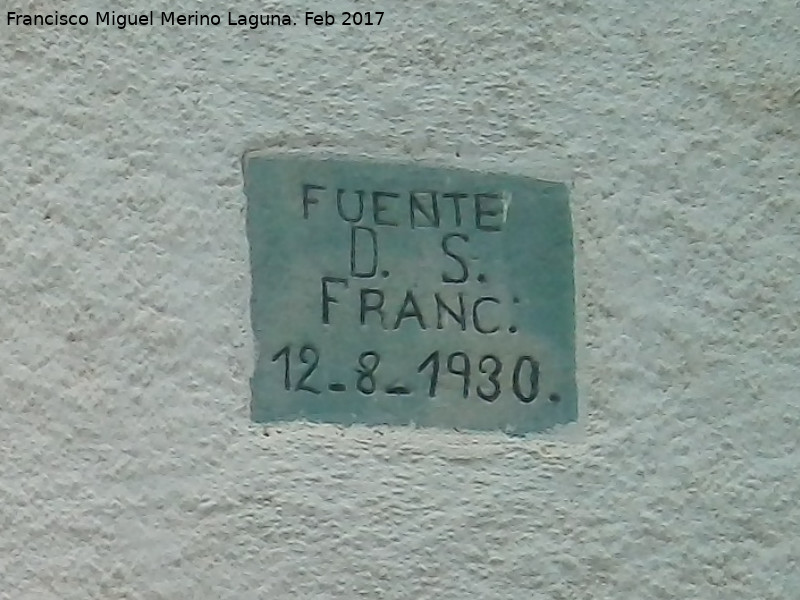 Francisco Miguel Merino Laguna. Feb 2017
FUENTE
D. S.
FRANC:
12-8-1930.